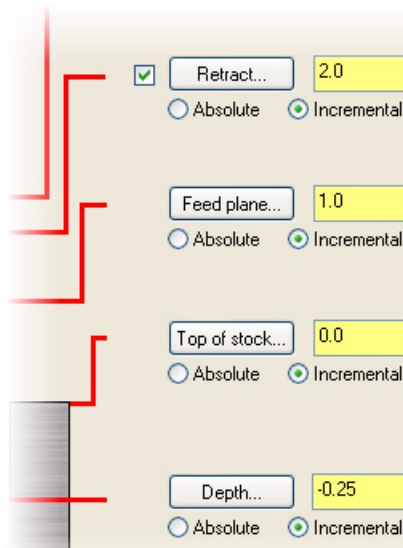 Retract... 2.0
Absolute Incremental
Feed plane... 1.0
Absolute Incremental
Top of stock... 0.0
Absolute Incremental
Depth... -0.25
Absolute Incremental